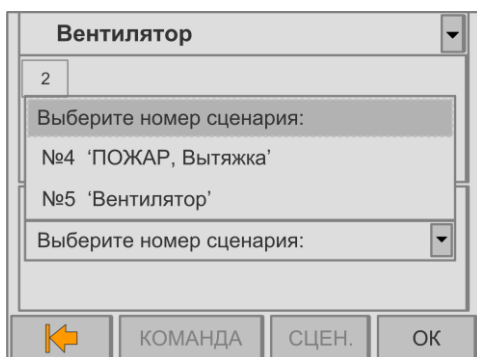 Вентилятор
2
Выберите номер сценария:
№4 ‘ПОЖАР, Вытяжка’
№5 ‘Вентилятор’
Выберите номер сценария:
КОМАНДА СЦЕН. ОК